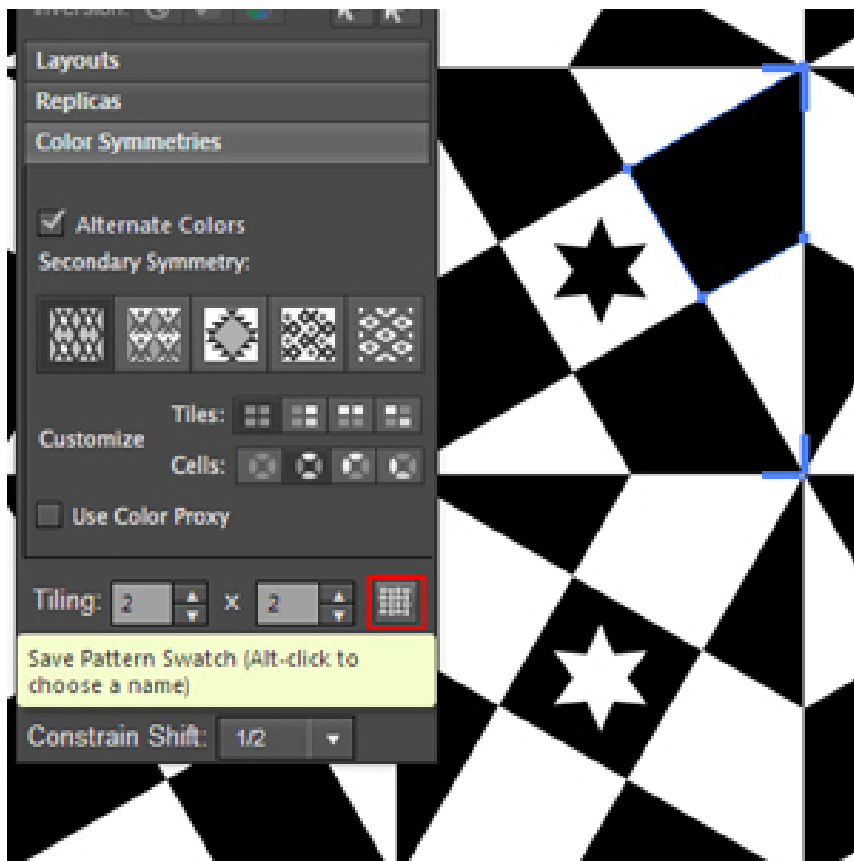 Inversion:
Layouts
Replicas
Color Symmetries
Alternate Colors
Secondary Symmetry:
Tiles:
Customize
Cells:
Use Color Proxy
Tiling: 2 x 2
Save Pattern Swatch (Alt-click to
choose a name)
Constrain Shift: 1/2